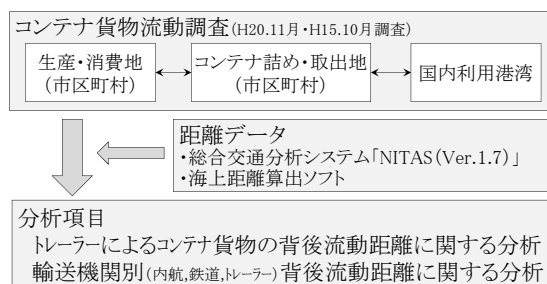 コンテナ貨物流動調査(H20.11月・H15.10月調査)
生産・消費地
(市区町村)
コンテナ詰め・取出地
(市区町村)
国内利用港湾
距離データ
・総合交通分析システム「NITAS(Ver.1.7)」
・海上距離算出ソフト
分析項目
トレーラーによるコンテナ貨物の背後流動距離に関する分析
輸送機関別(内航,鉄道,トレーラー)背後流動距離に関する分析